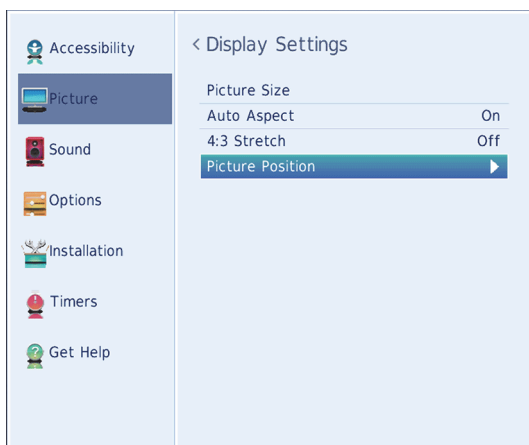 Accessibility
Picture
Sound
Options
Installation
Timers
Get Help
< Display Settings
Picture Size
Auto Aspect On
4:3 Stretch Off
Picture Position